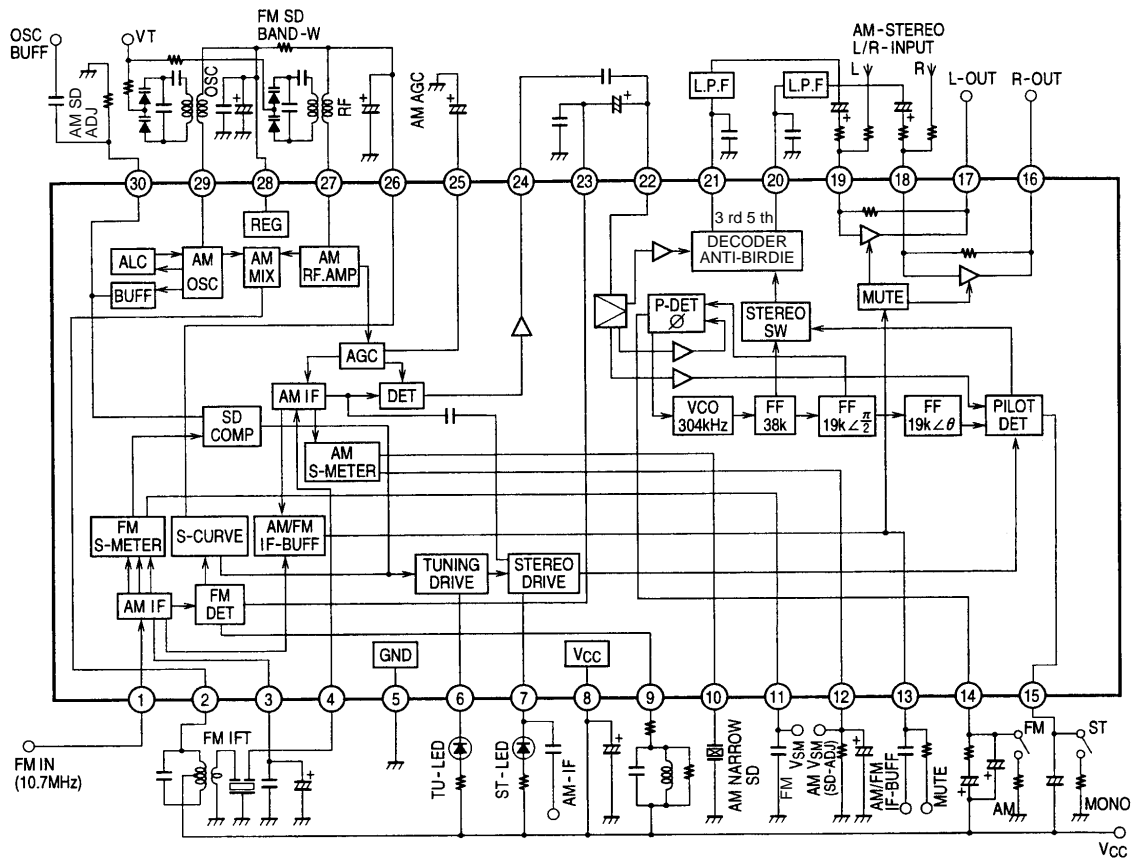 OSC
BUFF
VT
FM SD
BAND-W
AM SD
ADJ
OSC
RF
AM AGC
AM-STEREO
L/R-INPUT
L
R
L-OUT
R-OUT
L.P.F
L.P.F
30
29
28
27
26
25
24
23
22
21
20
19
18
17
16
REG
3 rd 5 th
DECODER
ANTI-BIRDIE
ALC
AM
OSC
AM
MIX
AM
RF.AMP
BUFF
MUTE
P-DET
Ø
STEREO
SW
AGC
AM IF
DET
SD
COMP
VCO
304kHz
FF
38k
FF
19k∠π/2
FF
19k∠θ
PILOT
DET
AM
S-METER
FM
S-METER
S-CURVE
AM/FM
IF-BUFF
TUNING
DRIVE
STEREO
DRIVE
AM IF
FM
DET
GND
VCC
1
2
3
4
5
6
7
8
9
10
11
12
13
14
15
FM IN
(10.7MHz)
FM IFT
TU-LED
ST-LED
AM-IF
AM NARROW
SD
FM VSM
AM VSM
(SD-ADJ)
AM/FM
IF-BUFF
MUTE
FM
AM
ST
MONO
VCC